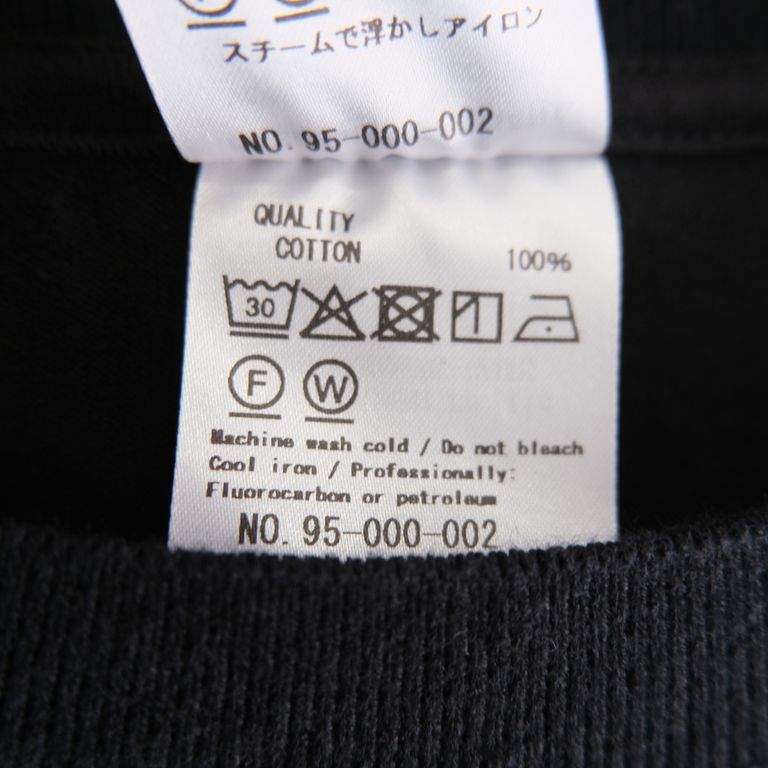 スチームで浮かしアイロン
NO. 95-000-002
QUALITY
COTTON 100%
30
F W
Machine wash cold / Do not bleach
Cool iron / Professionally:
Fluorocarbon or petroleum
NO. 95-000-002